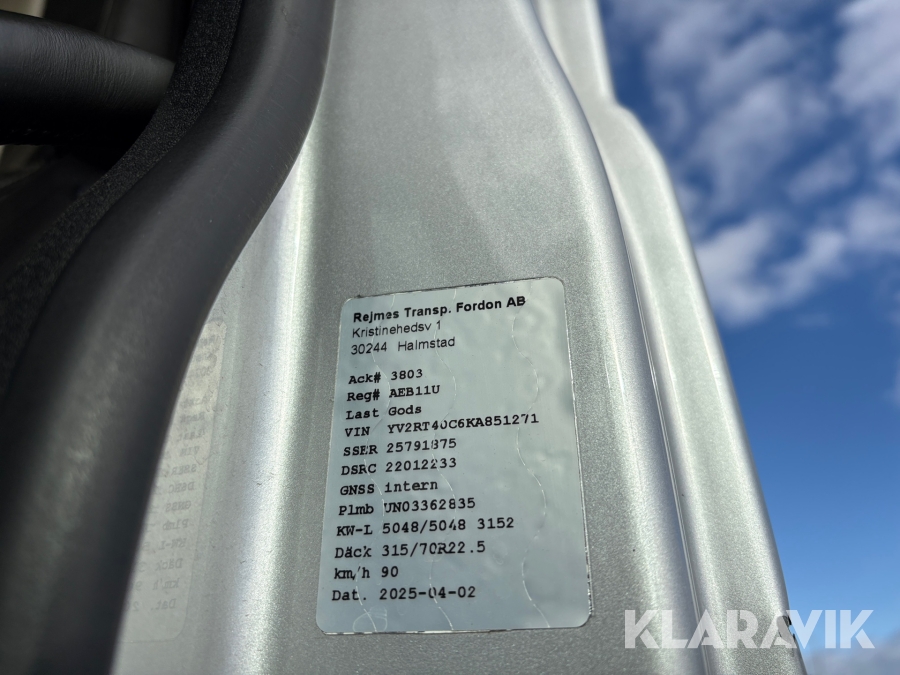 Rejmes Transp. Fordon AB
Kristinehedsv 1
30244 Halmstad
Ack# 3803
Reg# AEB11U
Last Gods
VIN YV2RT40C6KA851271
SSER 25791875
DSRC 22012233
GNSS intern
Plmb UN03362835
KW-L 5048/5048 3152
Däck 315/70R22.5
km/h 90
Dat. 2025-04-02
KLARAVIK